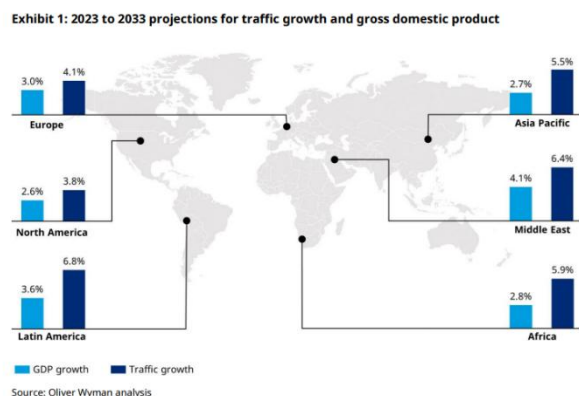 Exhibit 1: 2023 to 2033 projections for traffic growth and gross domestic product
3.0% 4.1%
Europe
2.7% 5.5%
Asia Pacific
2.6% 3.8%
North America
4.1% 6.4%
Middle East
3.6% 6.8%
Latin America
2.8% 5.9%
Africa
GDP growth Traffic growth
Source: Oliver Wyman analysis